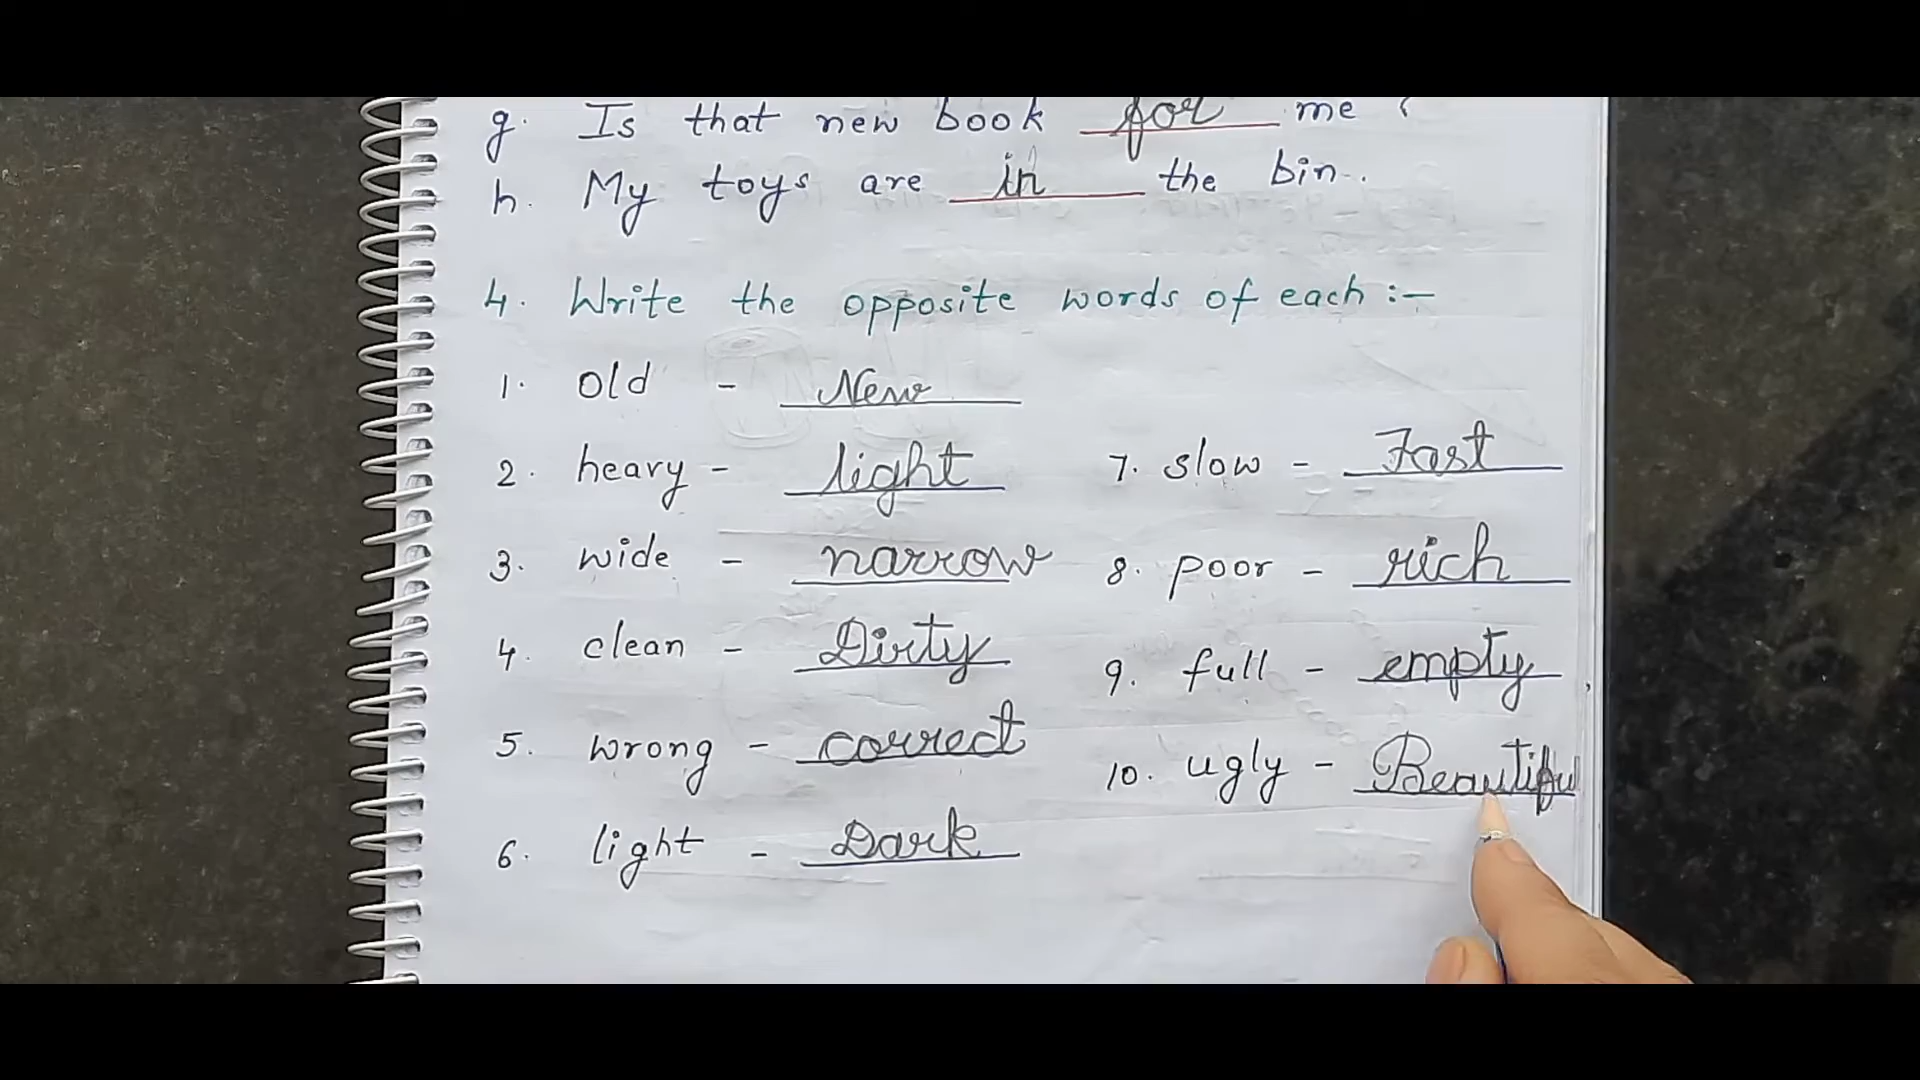 g. Is that new book for me ?
h. My toys are in the bin.
4. Write the opposite words of each :-
1. Old - New
2. heavy - light
3. wide - narrow
4. clean - Dirty
5. wrong - correct
6. light - Dark
7. slow - Fast
8. poor - rich
9. full - empty
10. ugly - Beautiful